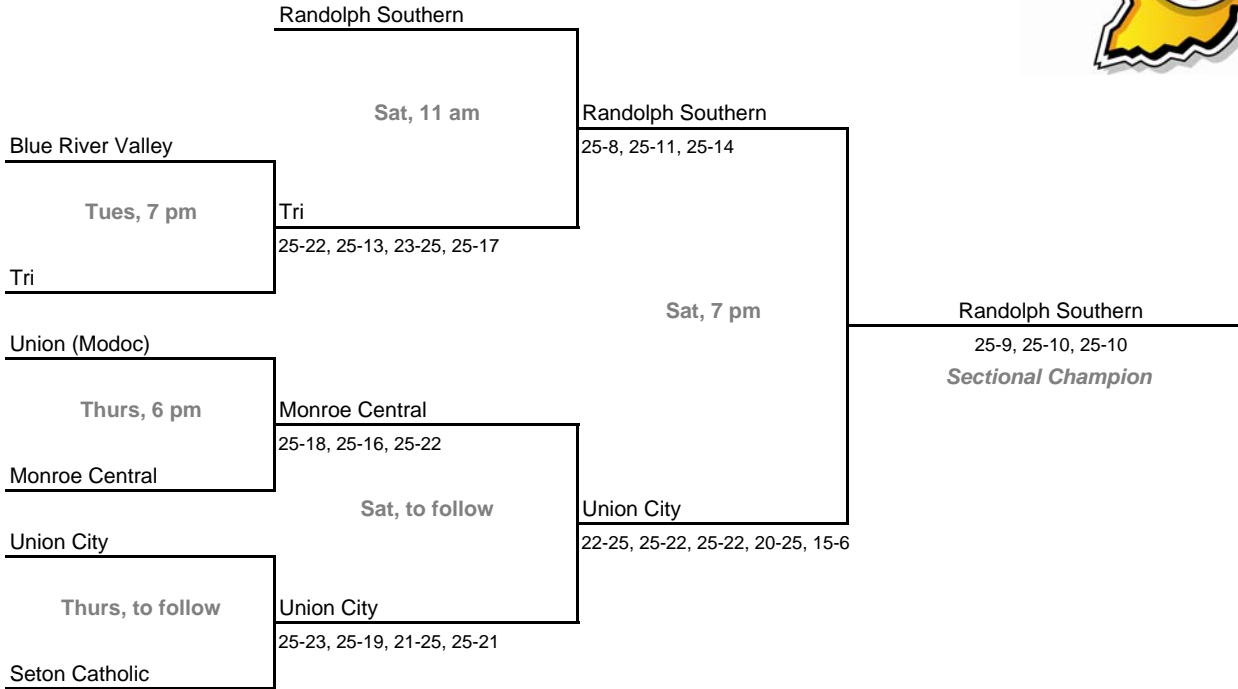 Randolph Southern
Sat, 11 am
Randolph Southern
Blue River Valley
25-8, 25-11, 25-14
Tues, 7 pm
Tri
25-22, 25-13, 23-25, 25-17
Tri
Sat, 7 pm
Randolph Southern
Union (Modoc)
25-9, 25-10, 25-10
Sectional Champion
Thurs, 6 pm
Monroe Central
25-18, 25-16, 25-22
Monroe Central
Sat, to follow
Union City
Union City
22-25, 25-22, 25-22, 20-25, 15-6
Thurs, to follow
Union City
25-23, 25-19, 21-25, 25-21
Seton Catholic